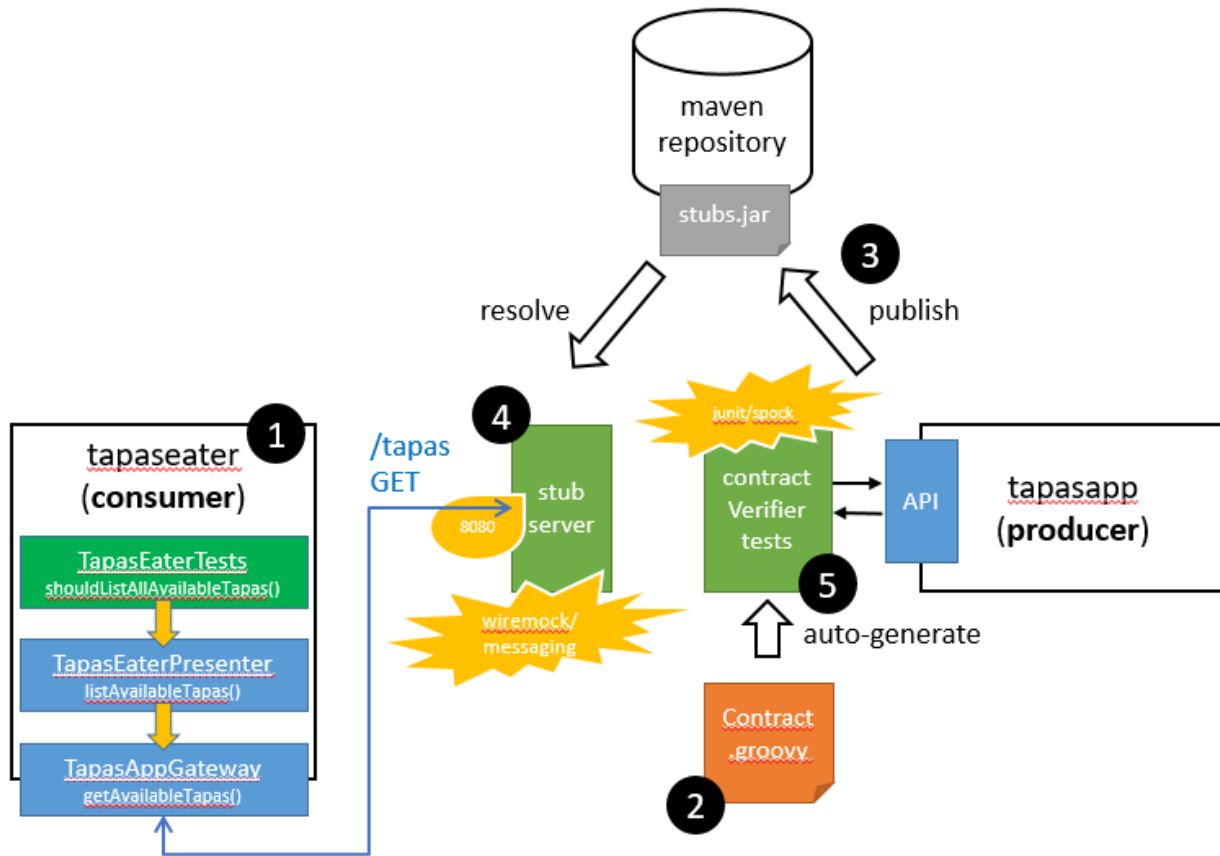 maven
repository
stubs.jar
3
resolve
publish
1
tapaseater
(consumer)
/tapas
GET
4
junit/spock
8080
stub
server
contract
Verifier
tests
API
tapasapp
(producer)
TapasEaterTests
shouldListAllAvailableTapas()
wiremock/
messaging
5
auto-generate
TapasEaterPresenter
listAvailableTapas()
Contract
.groovy
TapasAppGateway
getAvailableTapas()
2